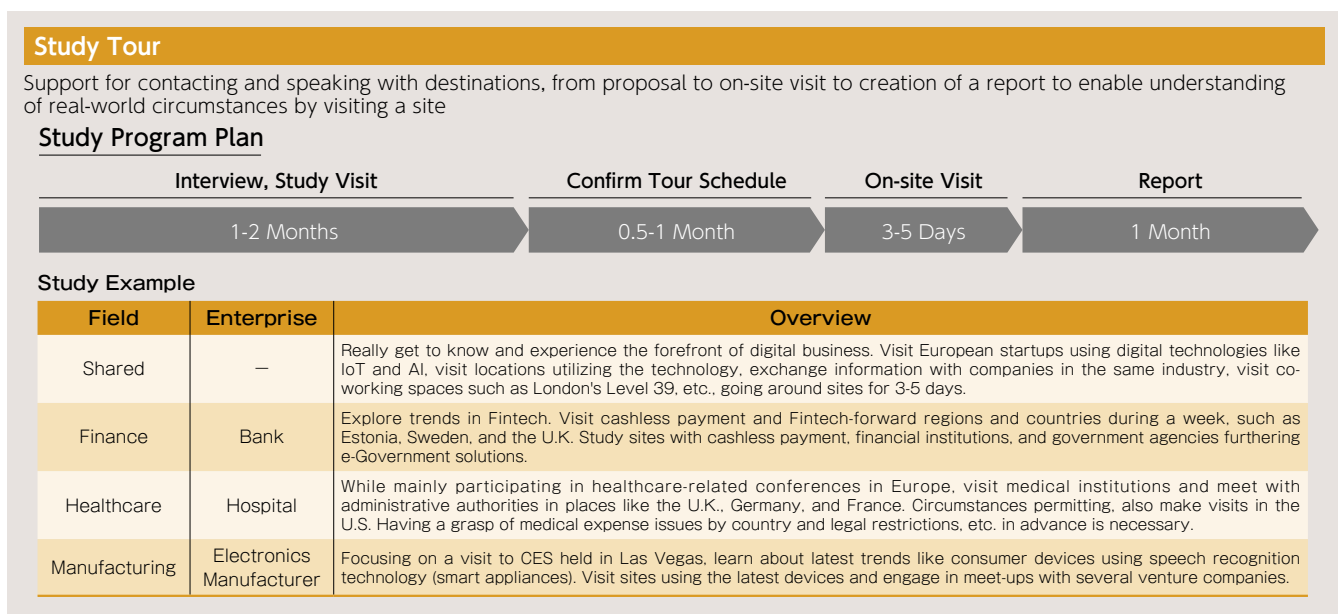 Study Tour
Support for contacting and speaking with destinations, from proposal to on-site visit to creation of a report to enable understanding
of real-world circumstances by visiting a site
Study Program Plan
Interview, Study Visit
Confirm Tour Schedule
On-site Visit
Report
1-2 Months
0.5-1 Month
3-5 Days
1 Month
Study Example
Field
Enterprise
Overview
Shared
—
Really get to know and experience the forefront of digital business. Visit European startups using digital technologies like
IoT and AI, visit locations utilizing the technology, exchange information with companies in the same industry, visit co-
working spaces such as London's Level 39, etc., going around sites for 3-5 days.
Finance
Bank
Explore trends in Fintech. Visit cashless payment and Fintech-forward regions and countries during a week, such as
Estonia, Sweden, and the U.K. Study sites with cashless payment, financial institutions, and government agencies furthering
e-Government solutions.
Healthcare
Hospital
While mainly participating in healthcare-related conferences in Europe, visit medical institutions and meet with
administrative authorities in places like the U.K., Germany, and France. Circumstances permitting, also make visits in the
U.S. Having a grasp of medical expense issues by country and legal restrictions, etc. in advance is necessary.
Manufacturing
Electronics
Manufacturer
Focusing on a visit to CES held in Las Vegas, learn about latest trends like consumer devices using speech recognition
technology (smart appliances). Visit sites using the latest devices and engage in meet-ups with several venture companies.